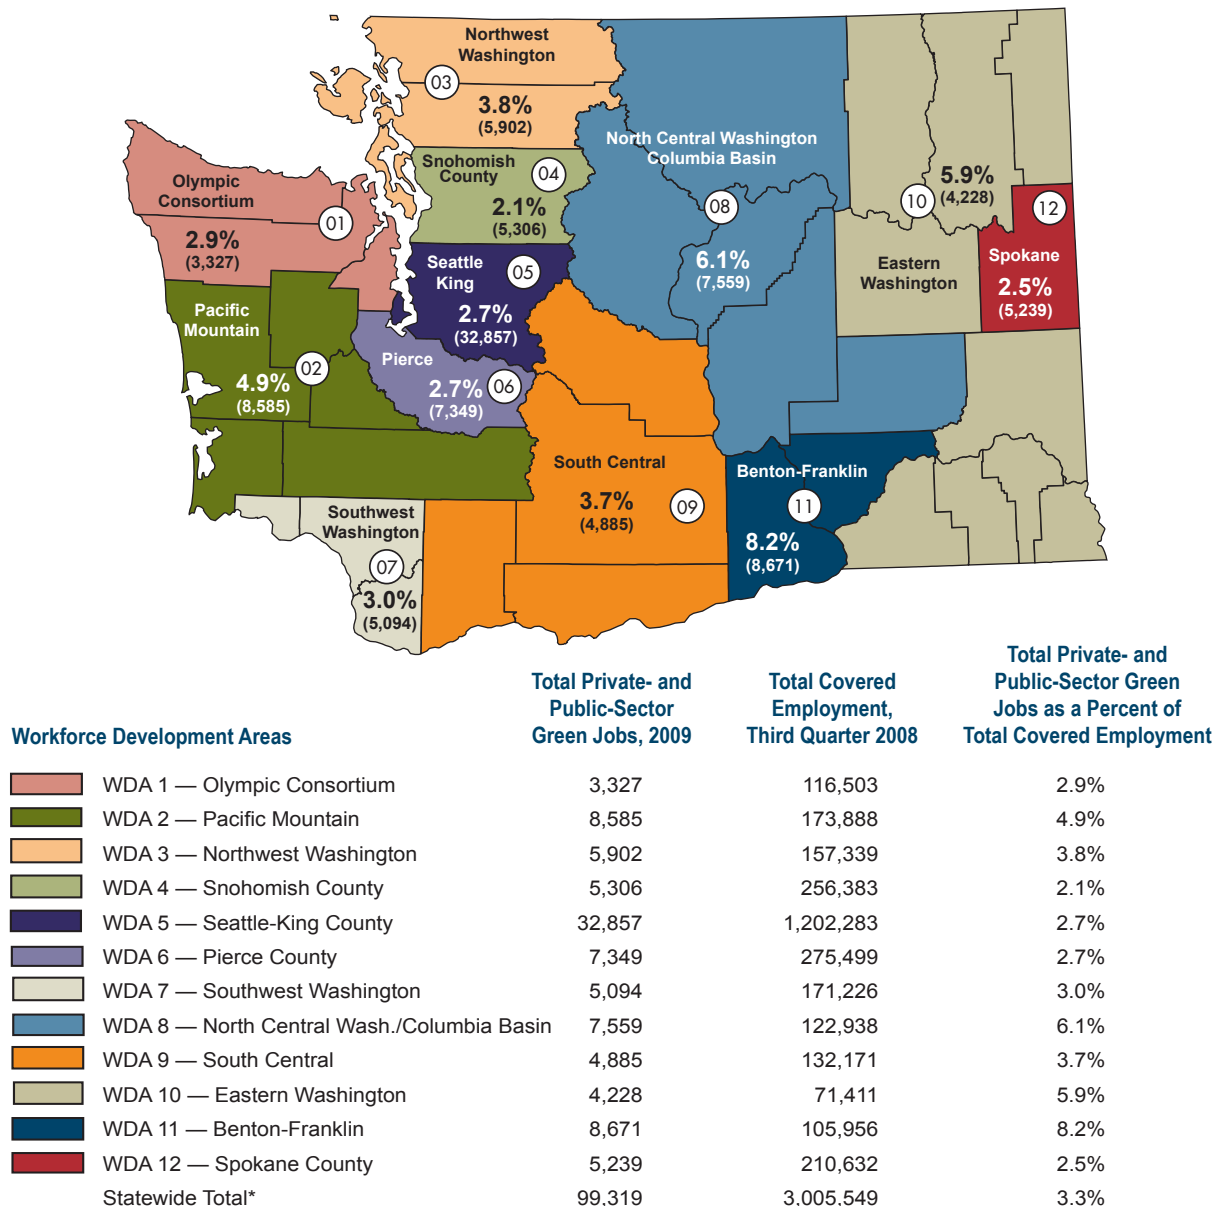 Northwest
Washington
03
3.8%
(5,902)
North Central Washington
Columbia Basin
Snohomish
County
04
2.1%
(5,306)
Olympic
Consortium
01
2.9%
(3,327)
08
6.1%
(7,559)
5.9%
10
(4,228)
12
Seattle
King
05
2.7%
(32,857)
Eastern
Washington
Spokane
2.5%
(5,239)
Pacific
Mountain
02
4.9%
(8,585)
Pierce
2.7%
06
(7,349)
South Central
3.7%
09
(4,885)
Benton-Franklin
11
8.2%
(8,671)
Southwest
Washington
07
3.0%
(5,094)
Workforce Development Areas
Total Private- and
Public-Sector
Green Jobs, 2009
Total Covered
Employment,
Third Quarter 2008
Total Private- and
Public-Sector Green
Jobs as a Percent of
Total Covered Employment
WDA 1 — Olympic Consortium 3,327 116,503 2.9%
WDA 2 — Pacific Mountain 8,585 173,888 4.9%
WDA 3 — Northwest Washington 5,902 157,339 3.8%
WDA 4 — Snohomish County 5,306 256,383 2.1%
WDA 5 — Seattle-King County 32,857 1,202,283 2.7%
WDA 6 — Pierce County 7,349 275,499 2.7%
WDA 7 — Southwest Washington 5,094 171,226 3.0%
WDA 8 — North Central Wash./Columbia Basin 7,559 122,938 6.1%
WDA 9 — South Central 4,885 132,171 3.7%
WDA 10 — Eastern Washington 4,228 71,411 5.9%
WDA 11 — Benton-Franklin 8,671 105,956 8.2%
WDA 12 — Spokane County 5,239 210,632 2.5%
Statewide Total* 99,319 3,005,549 3.3%